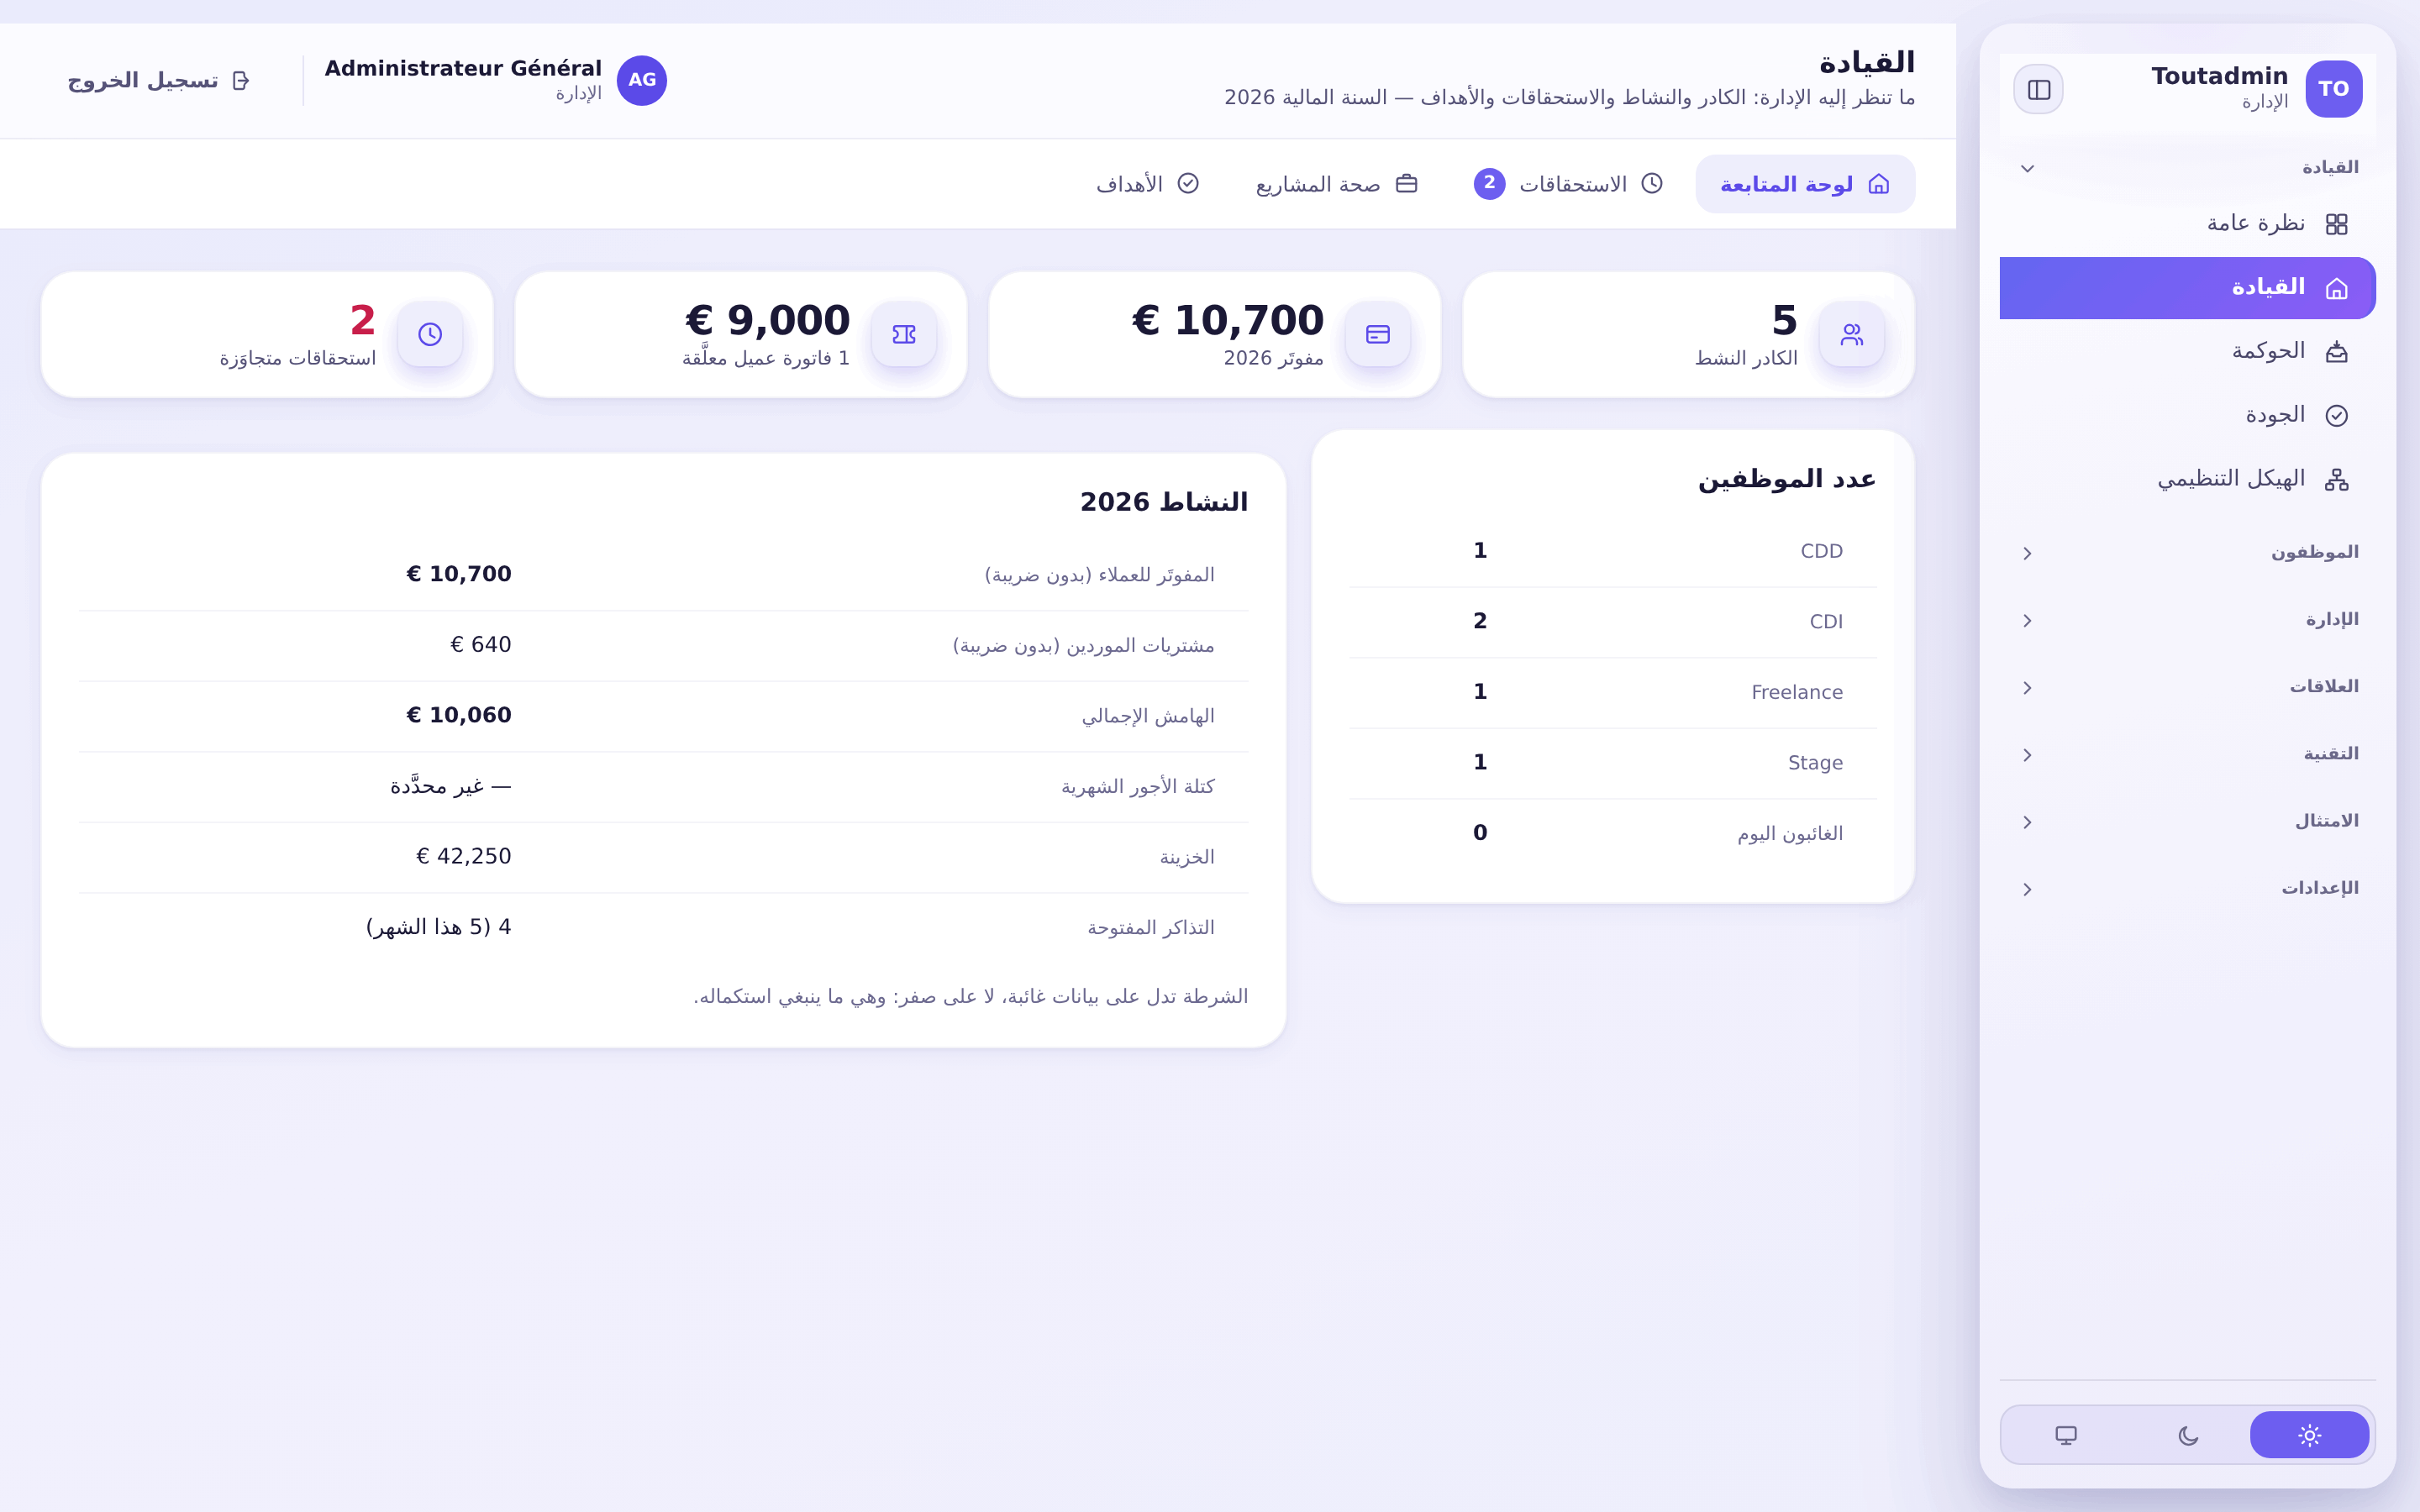 TO
Toutadmin
الإدارة
القيادة
نظرة عامة
القيادة
الحوكمة
الجودة
الهيكل التنظيمي
الموظفون
الإدارة
العلاقات
التقنية
الامتثال
الإعدادات
القيادة
ما تنظر إليه الإدارة: الكادر والنشاط والاستحقاقات والأهداف — السنة المالية 2026
AG
Administrateur Général
الإدارة
تسجيل الخروج
لوحة المتابعة
الاستحقاقات 2
صحة المشاريع
الأهداف
5
الكادر النشط
10,700 €
مفوتَر 2026
9,000 €
1 فاتورة عميل معلَّقة
2
استحقاقات متجاوَزة
عدد الموظفين
CDD 1
CDI 2
Freelance 1
Stage 1
الغائبون اليوم 0
النشاط 2026
المفوتَر للعملاء (بدون ضريبة) 10,700 €
مشتريات الموردين (بدون ضريبة) 640 €
الهامش الإجمالي 10,060 €
كتلة الأجور الشهرية — غير محدَّدة
الخزينة 42,250 €
التذاكر المفتوحة 4 (5 هذا الشهر)
الشرطة تدل على بيانات غائبة، لا على صفر: وهي ما ينبغي استكماله.